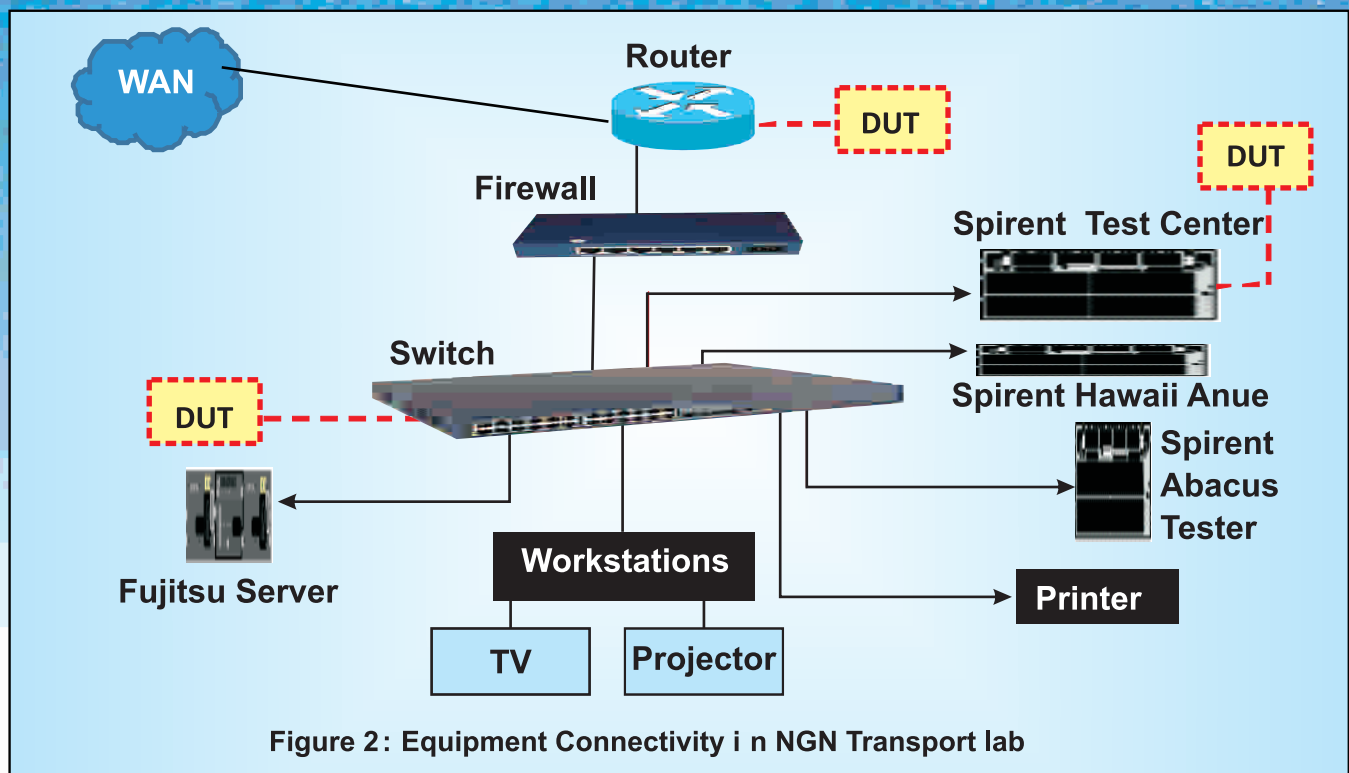 WAN
Router
DUT
DUT
Firewall
Spirent Test Center
Switch
Spirent Hawaii Anue
DUT
Spirent
Abacus
Tester
Workstations
Fujitsu Server
Printer
TV
Projector
Figure 2: Equipment Connectivity i n NGN Transport lab